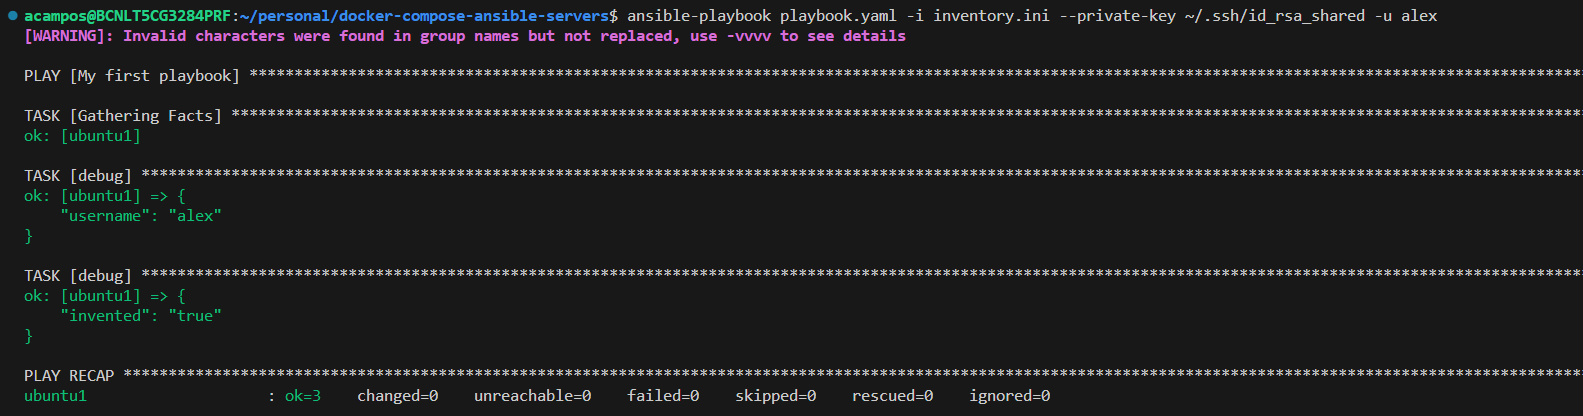 acampos@BCNLT5CG3284PRF:~/personal/docker-compose-ansible-servers$ ansible-playbook playbook.yaml -i inventory.ini --private-key ~/.ssh/id_rsa_shared -u alex
[WARNING]: Invalid characters were found in group names but not replaced, use -vvvv to see details
PLAY [My first playbook] ****************************************************************************************************************************************************
TASK [Gathering Facts] ******************************************************************************************************************************************************
ok: [ubuntu1]
TASK [debug] ****************************************************************************************************************************************************************
ok: [ubuntu1] => {
    "username": "alex"
}
TASK [debug] ****************************************************************************************************************************************************************
ok: [ubuntu1] => {
    "invented": "true"
}
PLAY RECAP ******************************************************************************************************************************************************************
ubuntu1                    : ok=3    changed=0    unreachable=0    failed=0    skipped=0    rescued=0    ignored=0